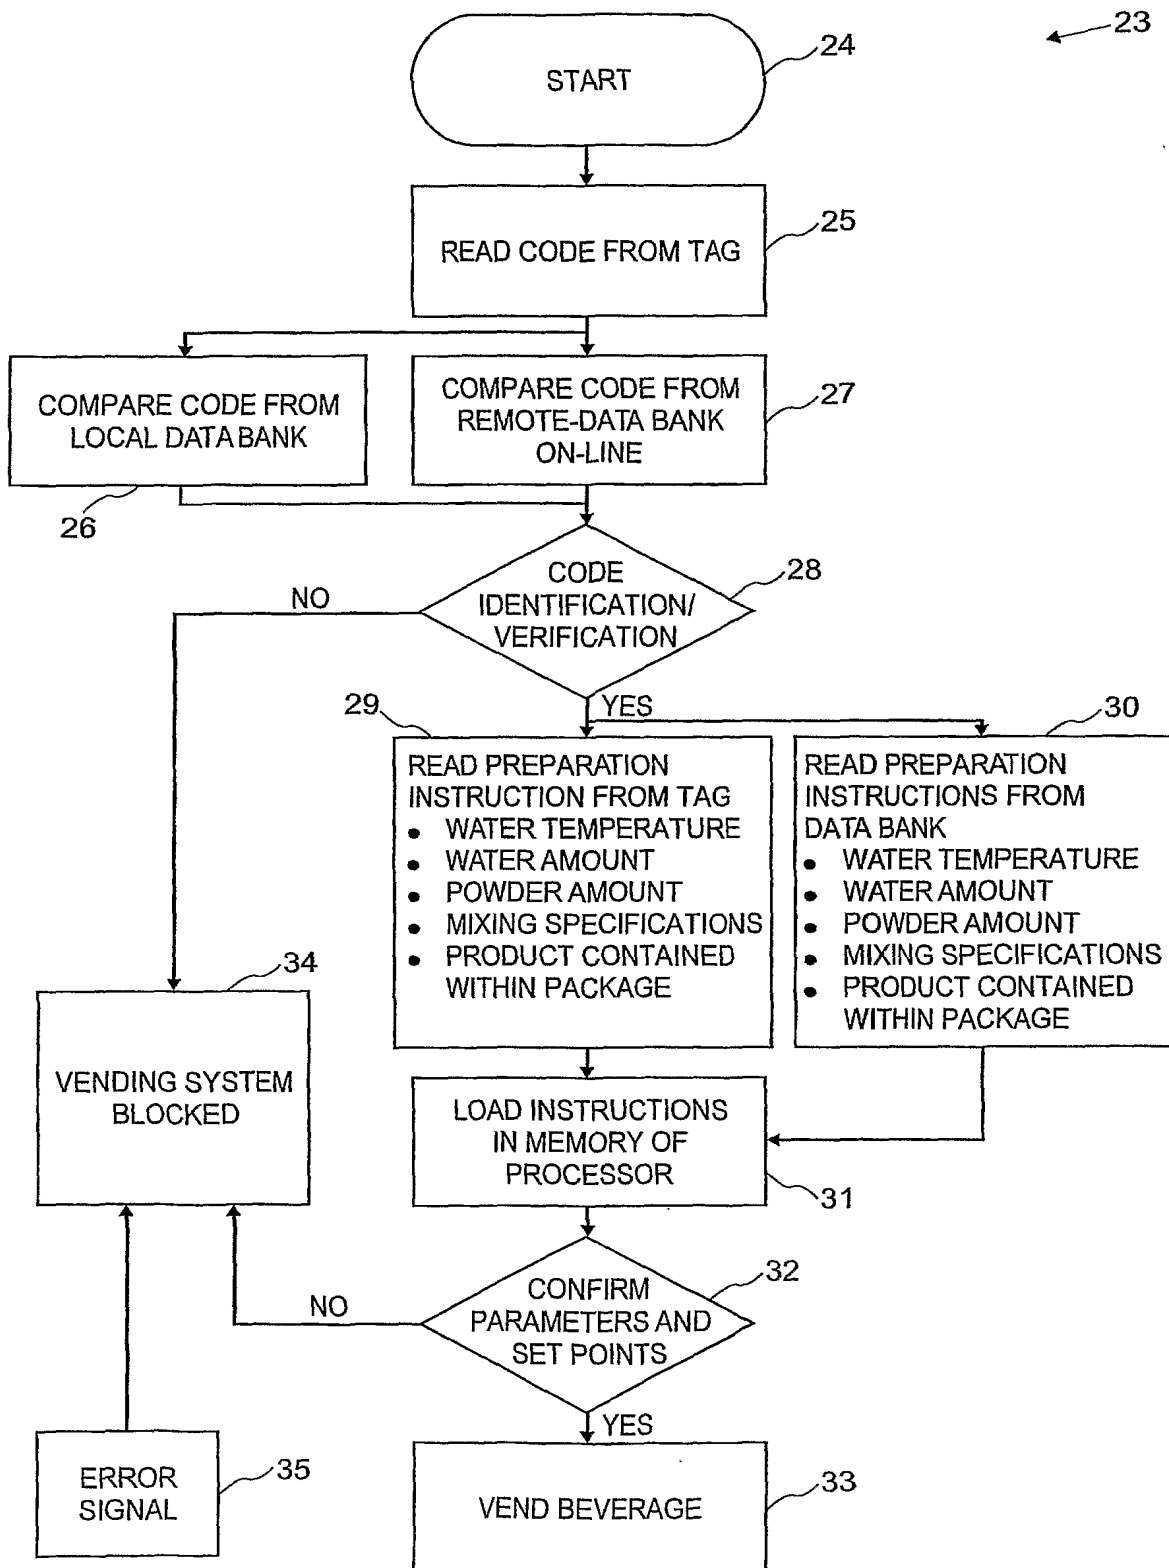 23
24
START
25
READ CODE FROM TAG
COMPARE CODE FROM
LOCAL DATA BANK
26
COMPARE CODE FROM
REMOTE-DATA BANK
ON-LINE
27
CODE
IDENTIFICATION/
VERIFICATION
28
NO
YES
29
READ PREPARATION
INSTRUCTION FROM TAG
• WATER TEMPERATURE
• WATER AMOUNT
• POWDER AMOUNT
• MIXING SPECIFICATIONS
• PRODUCT CONTAINED
WITHIN PACKAGE
30
READ PREPARATION
INSTRUCTIONS FROM
DATA BANK
• WATER TEMPERATURE
• WATER AMOUNT
• POWDER AMOUNT
• MIXING SPECIFICATIONS
• PRODUCT CONTAINED
WITHIN PACKAGE
34
VENDING SYSTEM
BLOCKED
LOAD INSTRUCTIONS
IN MEMORY OF
PROCESSOR
31
CONFIRM
PARAMETERS AND
SET POINTS
32
NO
YES
ERROR
SIGNAL
35
VEND BEVERAGE
33